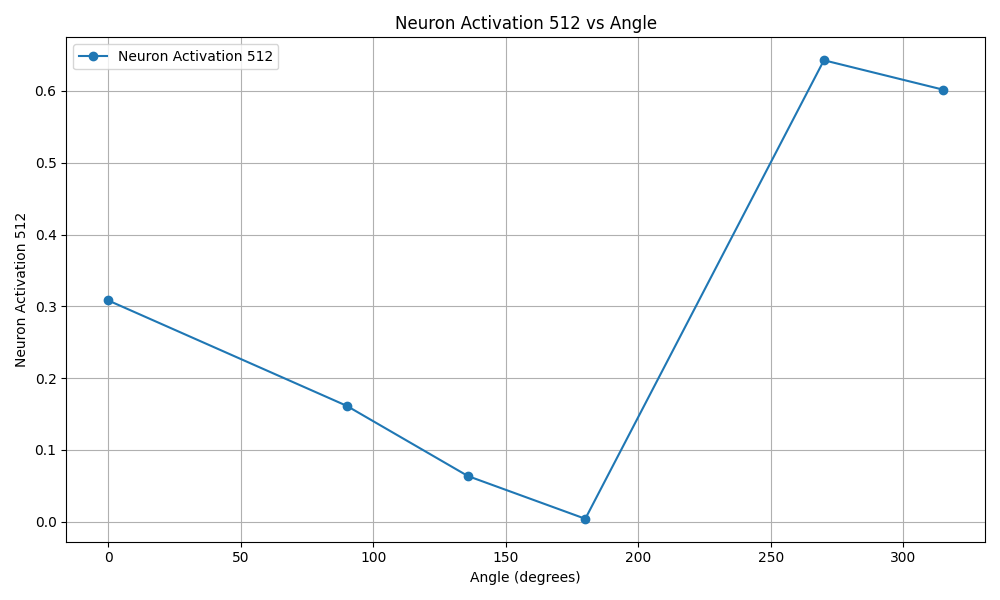 Neuron Activation 512 vs Angle
Neuron Activation 512
0.6
0.5
0.4
0.3
0.2
0.1
0.0
Neuron Activation 512
0 50 100 150 200 250 300
Angle (degrees)